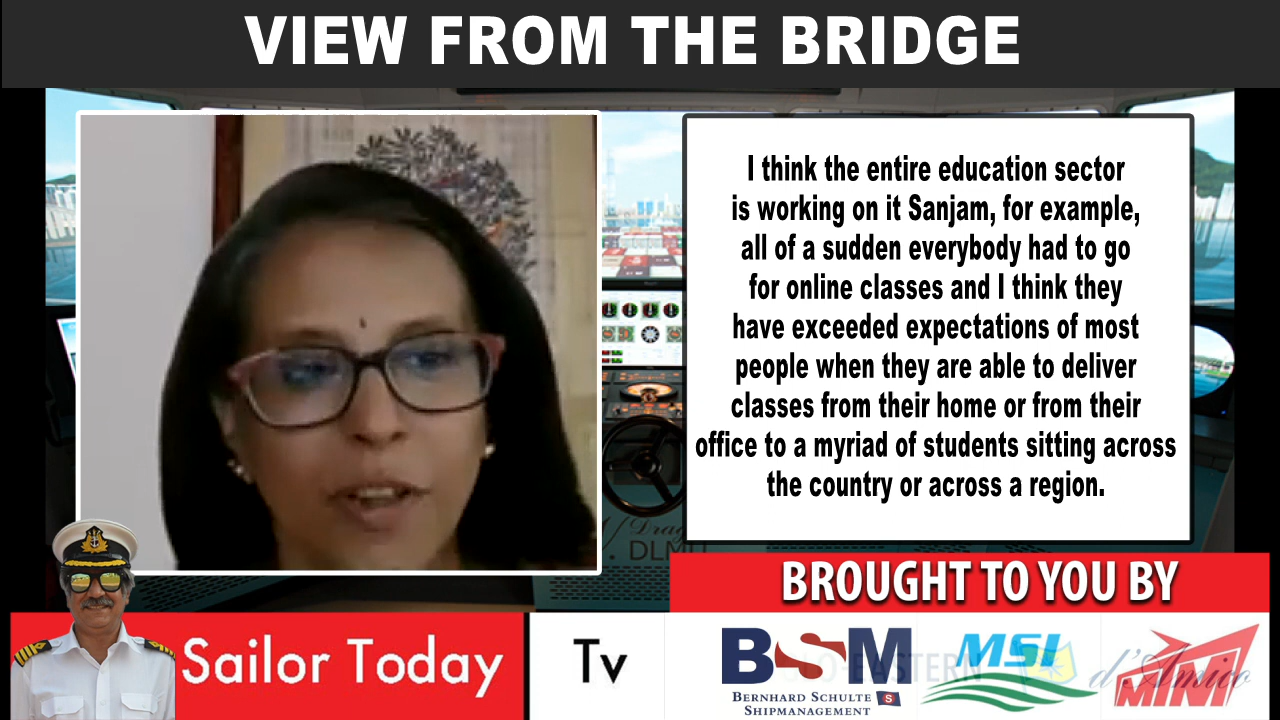 VIEW FROM THE BRIDGE
I think the entire education sector
is working on it Sanjam, for example,
all of a sudden everybody had to go
for online classes and I think they
have exceeded expectations of most
people when they are able to deliver
classes from their home or from their
office to a myriad of students sitting across
the country or across a region.
DLMU
BROUGHT TO YOU BY
Sailor Today
Tv
BSM
BERNHARD SCHULTE
SHIPMANAGEMENT
MSI
d'Amico
MMI